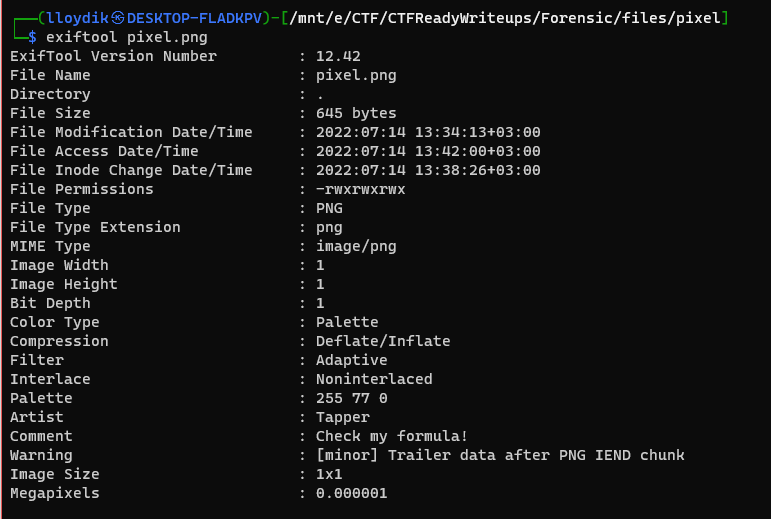 ┌──(lloydik㉿DESKTOP-FLADKPV)-[/mnt/e/CTF/CTFReadyWriteups/Forensic/files/pixel]
└─$ exiftool pixel.png
ExifTool Version Number         : 12.42
File Name                       : pixel.png
Directory                       : .
File Size                       : 645 bytes
File Modification Date/Time     : 2022:07:14 13:34:13+03:00
File Access Date/Time           : 2022:07:14 13:42:00+03:00
File Inode Change Date/Time     : 2022:07:14 13:38:26+03:00
File Permissions                : -rwxrwxrwx
File Type                       : PNG
File Type Extension             : png
MIME Type                       : image/png
Image Width                     : 1
Image Height                    : 1
Bit Depth                       : 1
Color Type                      : Palette
Compression                     : Deflate/Inflate
Filter                          : Adaptive
Interlace                       : Noninterlaced
Palette                         : 255 77 0
Artist                          : Tapper
Comment                         : Check my formula!
Warning                         : [minor] Trailer data after PNG IEND chunk
Image Size                      : 1x1
Megapixels                      : 0.000001